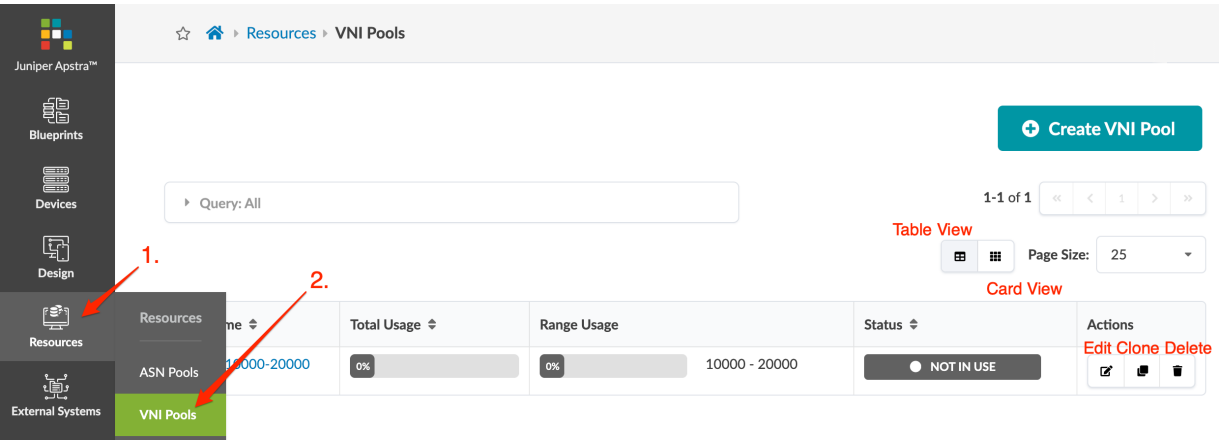 Juniper Apstra™
Resources VNI Pools
Blueprints
Create VNI Pool
Devices
Query: All
1-1 of 1 « < 1 > »
Table View
Page Size: 25
Card View
Design
1.
2.
Resources
Resources
ASN Pools
VNI Pools
External Systems
me Total Usage Range Usage Status Actions
Edit Clone Delete
10000-20000 0% 0% 10000 - 20000 NOT IN USE